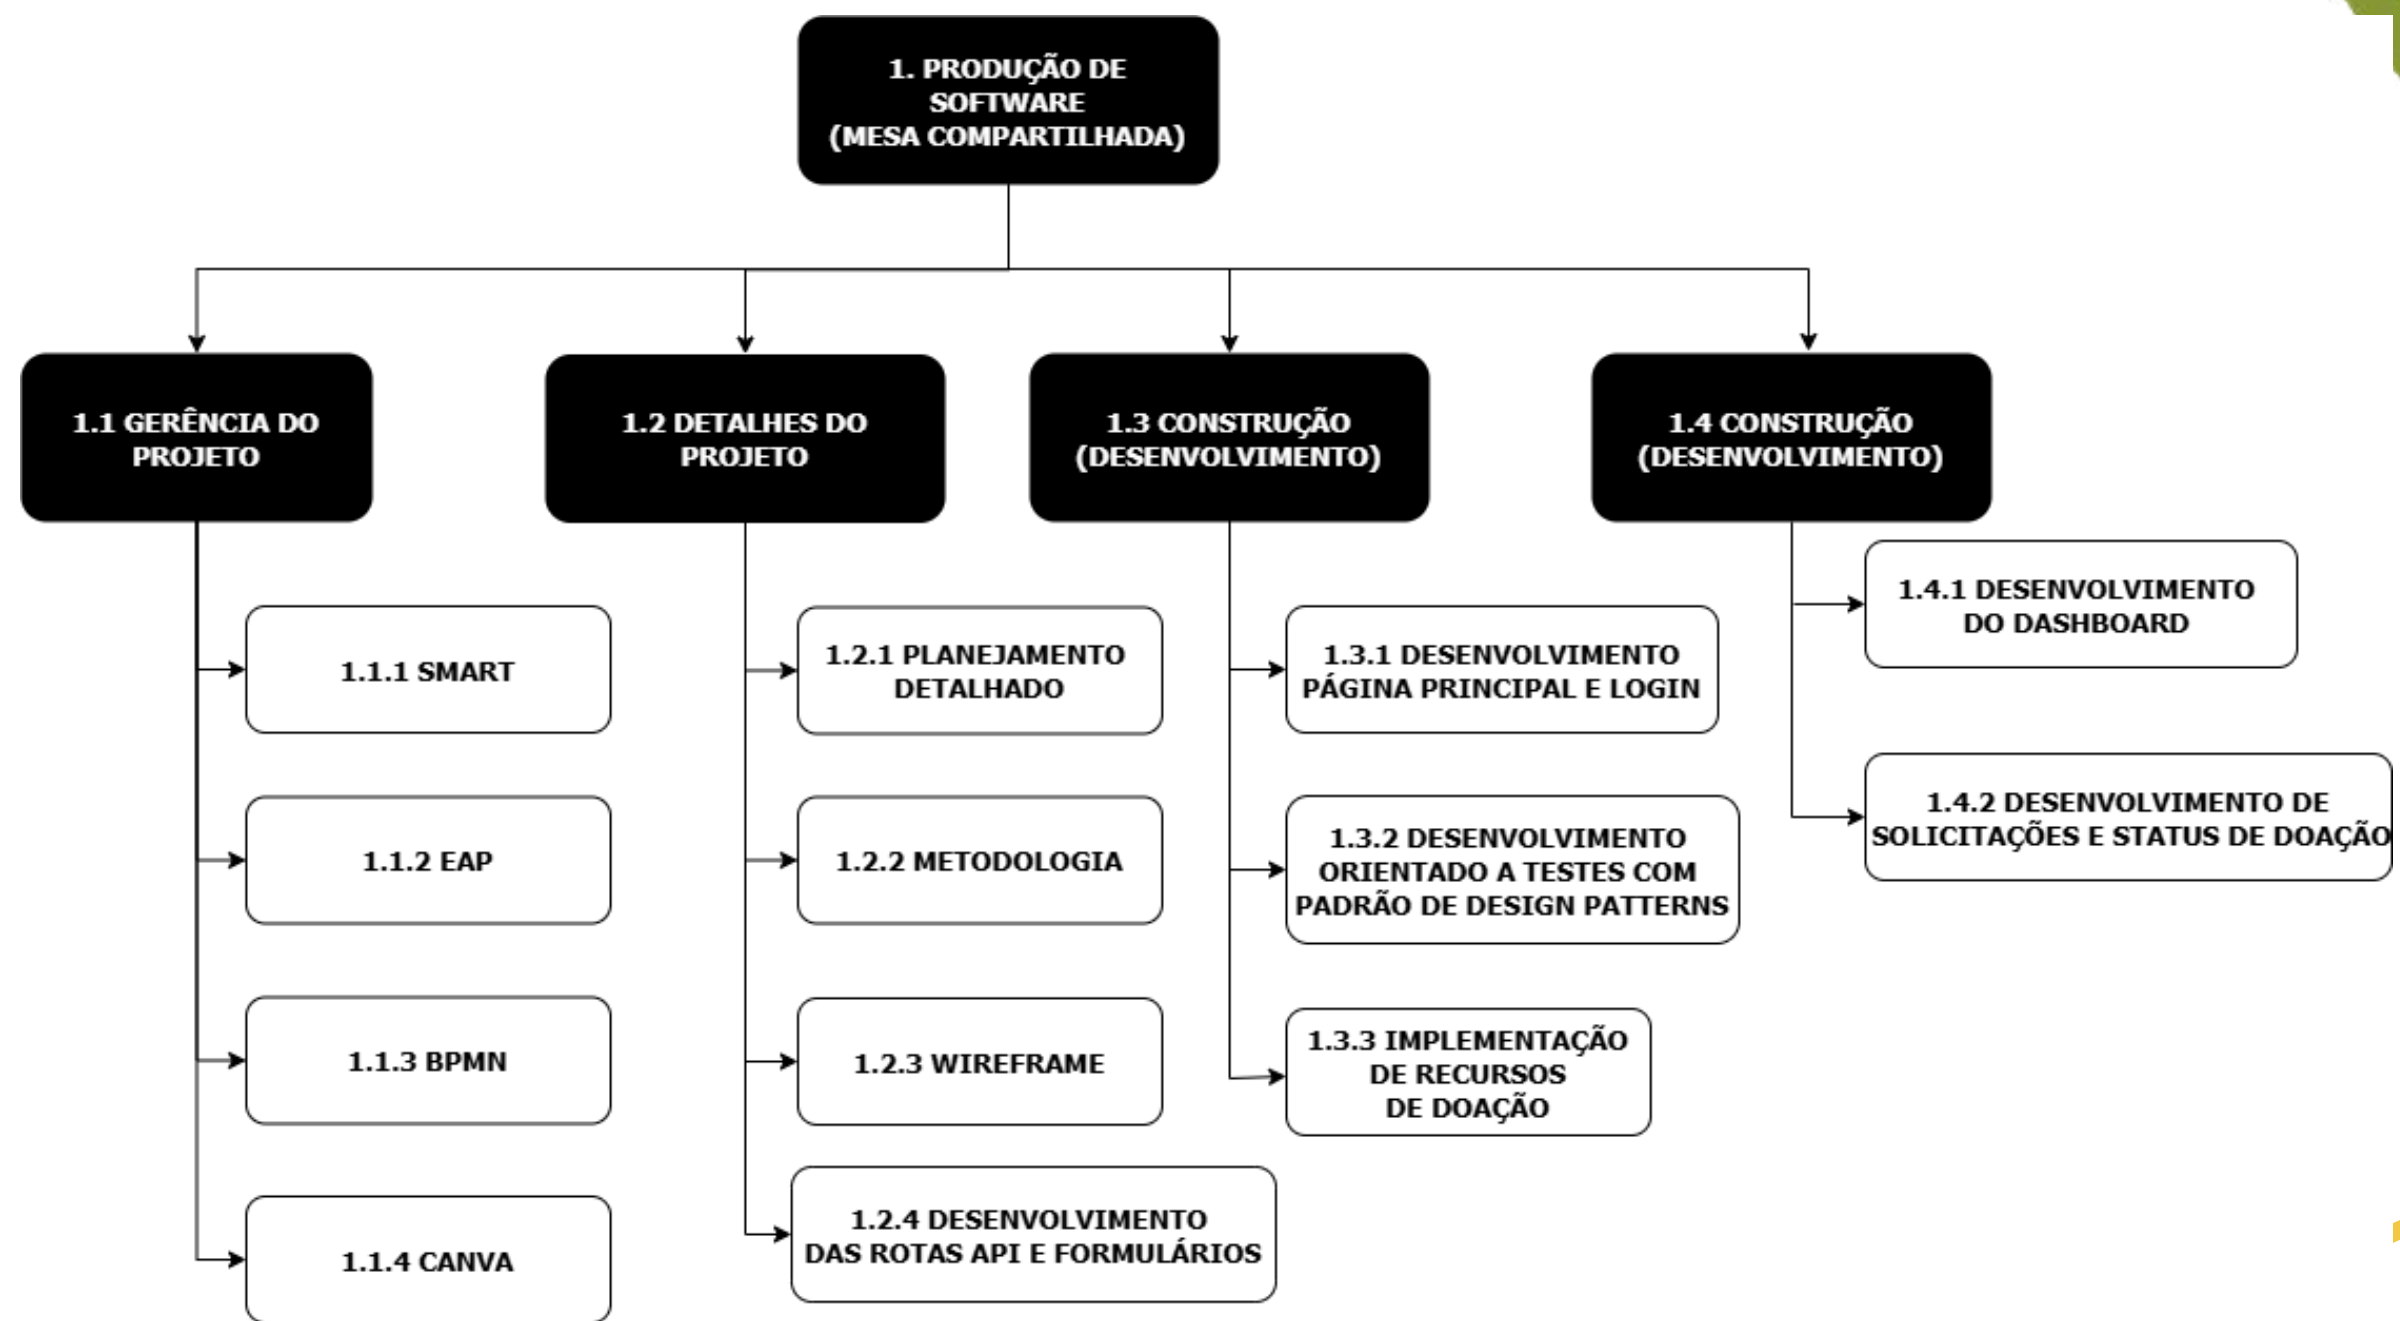 1. PRODUÇÃO DE
SOFTWARE
(MESA COMPARTILHADA)
1.1 GERÊNCIA DO
PROJETO
1.2 DETALHES DO
PROJETO
1.3 CONSTRUÇÃO
(DESENVOLVIMENTO)
1.4 CONSTRUÇÃO
(DESENVOLVIMENTO)
1.1.1 SMART
1.1.2 EAP
1.1.3 BPMN
1.1.4 CANVA
1.2.1 PLANEJAMENTO
DETALHADO
1.2.2 METODOLOGIA
1.2.3 WIREFRAME
1.2.4 DESENVOLVIMENTO
DAS ROTAS API E FORMULÁRIOS
1.3.1 DESENVOLVIMENTO
PÁGINA PRINCIPAL E LOGIN
1.3.2 DESENVOLVIMENTO
ORIENTADO A TESTES COM
PADRÃO DE DESIGN PATTERNS
1.3.3 IMPLEMENTAÇÃO
DE RECURSOS
DE DOAÇÃO
1.4.1 DESENVOLVIMENTO
DO DASHBOARD
1.4.2 DESENVOLVIMENTO DE
SOLICITAÇÕES E STATUS DE DOAÇÃO